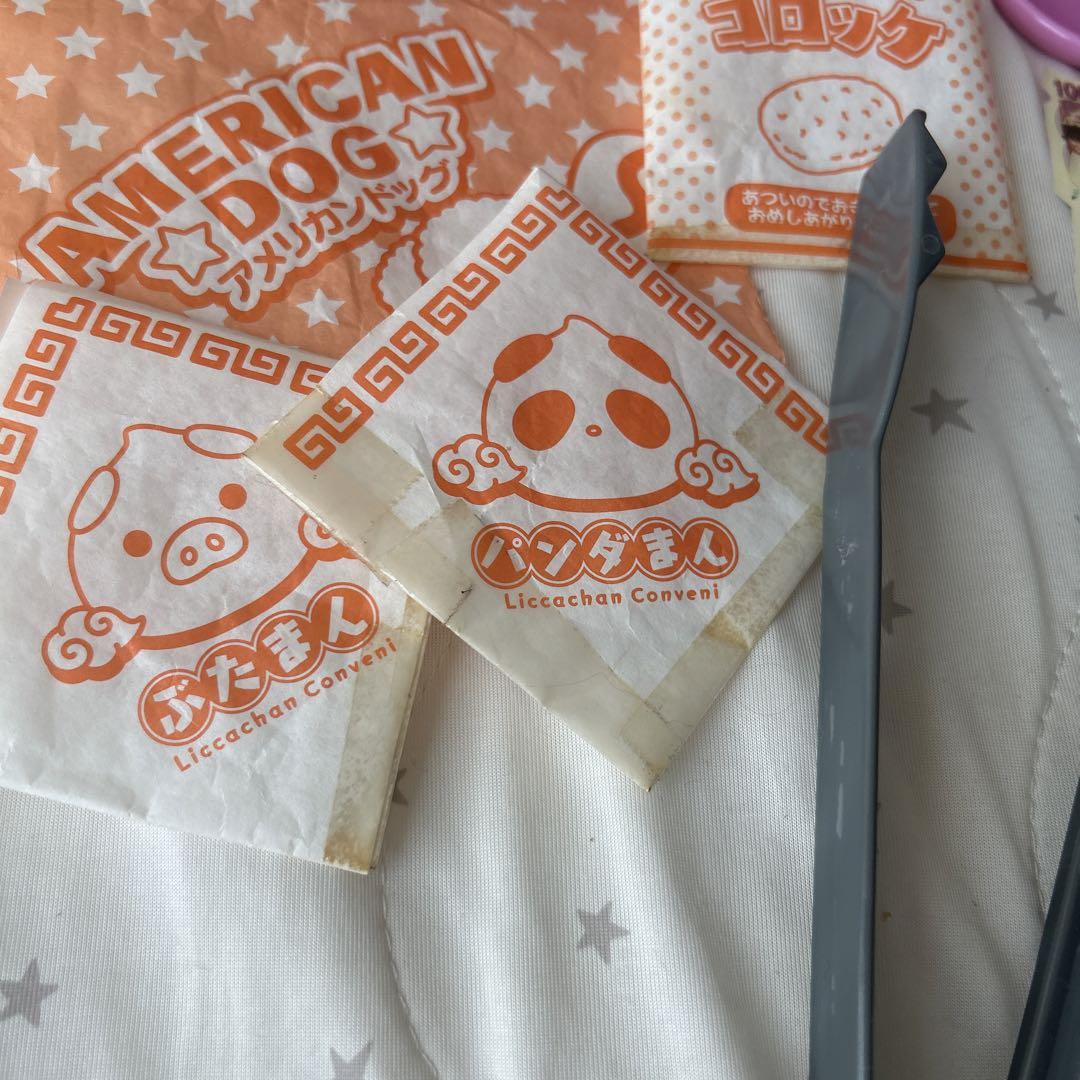 AMERICAN
DOG
アメリカンドッグ
コロッケ
あついのでお
おめしあがり
10
パンダまん
Liccachan Conveni
ぶたまん
Liccachan Conveni